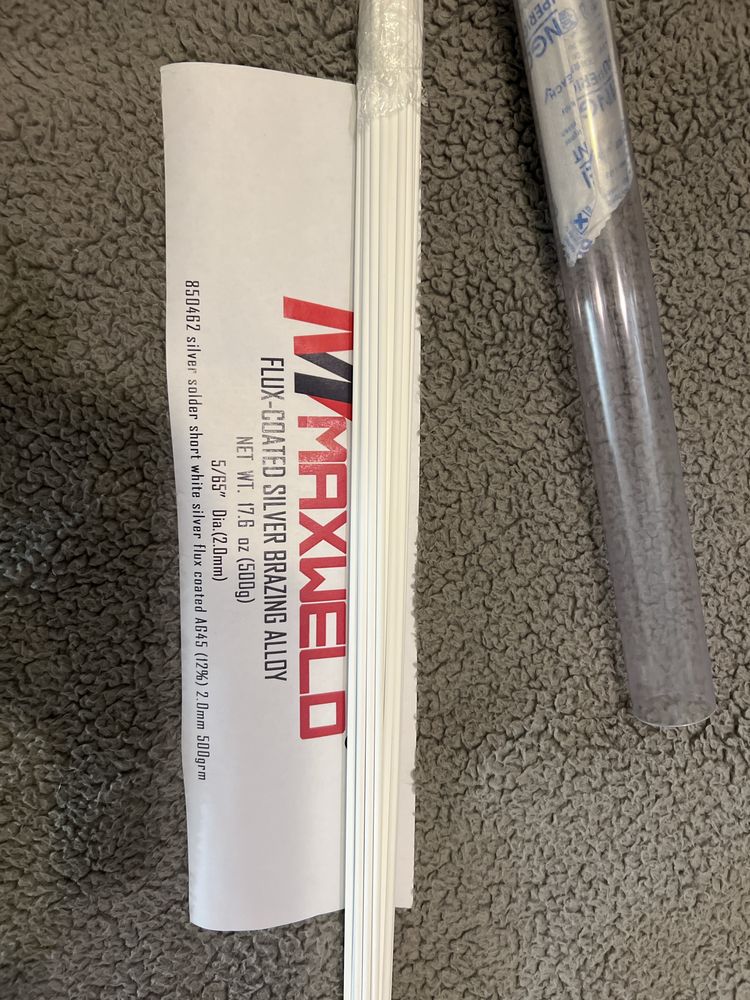 MAXWELD
FLUX-COATED SILVER BRAZING ALLOY
NET WT. 17.6 oz (500g)
5/65" Dia.(2.0mm)
850462 silver solder short white silver flux coated AG45 (12%) 2.0mm 500grm